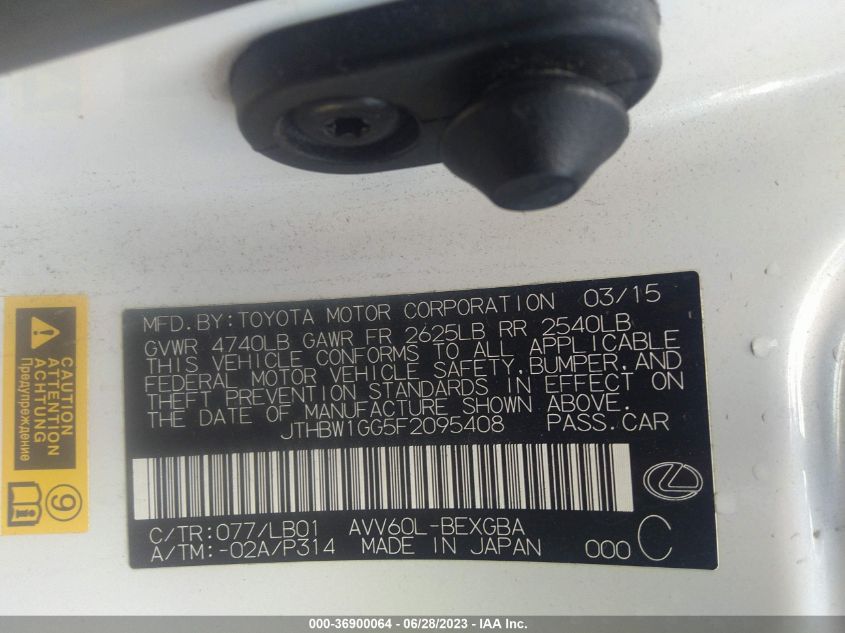 MFD.BY:TOYOTA MOTOR CORPORATION 03/15
GVWR 4740LB GAWR FR 2625LB RR 2540LB
THIS VEHICLE CONFORMS TO ALL APPLICABLE
FEDERAL MOTOR VEHICLE SAFETY,BUMPER,AND
THEFT PREVENTION STANDARDS IN EFFECT ON
THE DATE OF MANUFACTURE SHOWN ABOVE.
JTHBW1GG5F2095408 PASS.CAR
C/TR:077/LB01 AVV60L-BEXGBA
A/TM:-02A/P314 MADE IN JAPAN 000 C
CAUTION
ATTENTION
ACHTUNG
Предупреждение
9
000-36900064 / 06/28/2023 - IAA Inc.